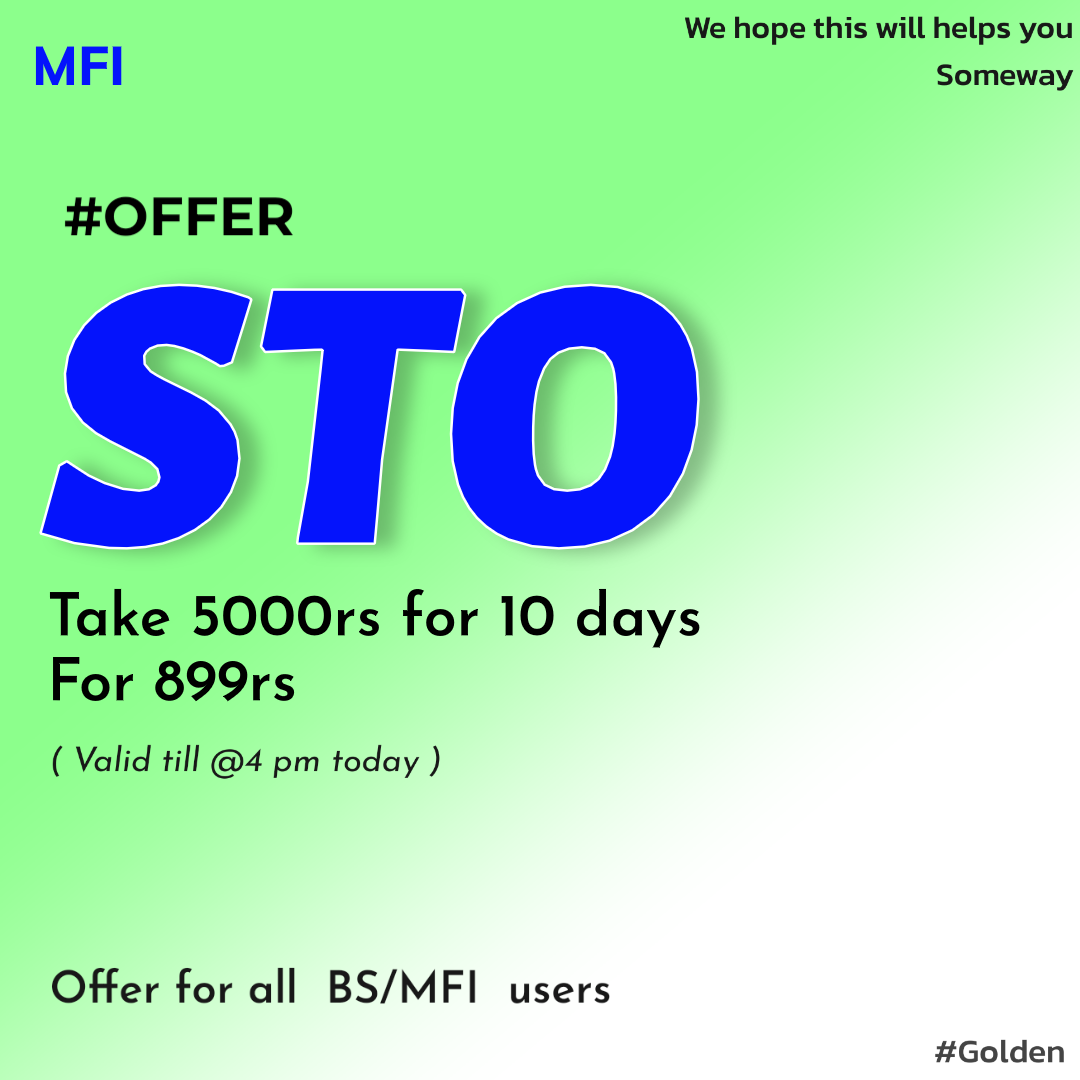 We hope this will helps you
Someway
MFI
#OFFER
STO
Take 5000rs for 10 days
For 899rs
( Valid till @4 pm today )
Offer for all BS/MFI users
#Golden